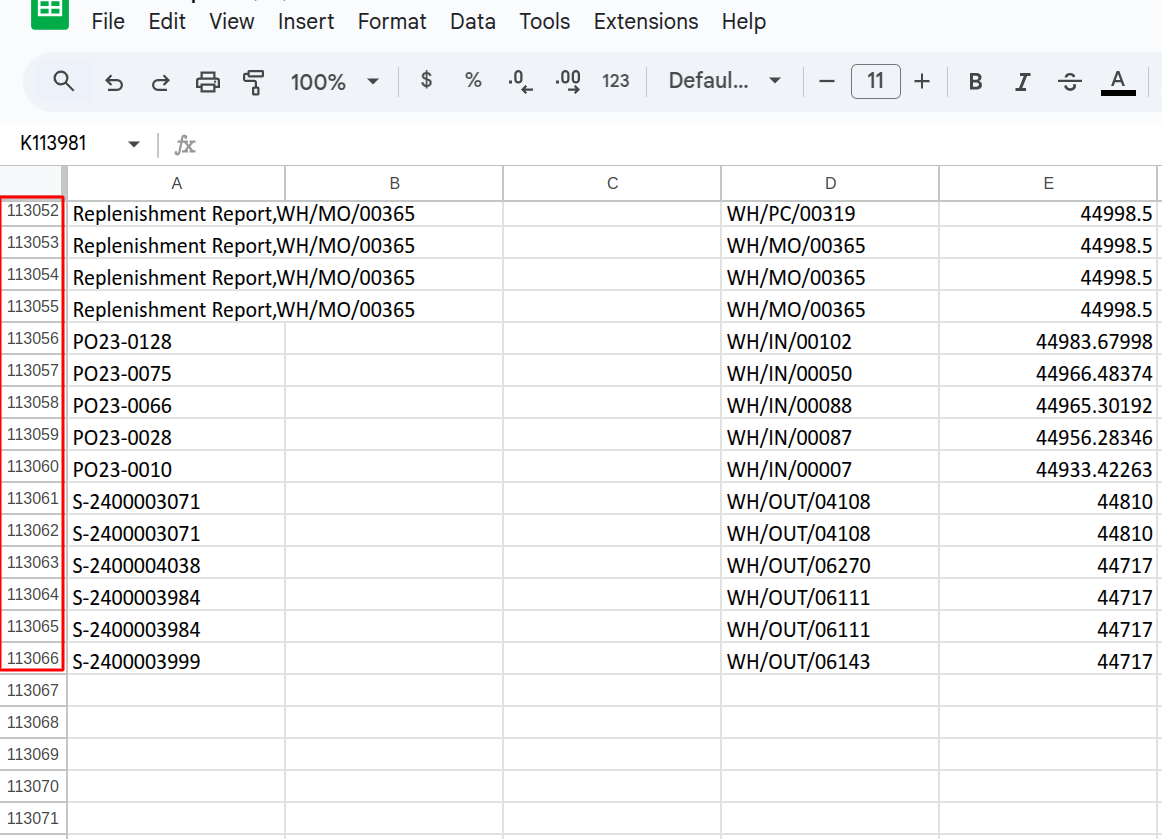 File Edit View Insert Format Data Tools Extensions Help
100% $ % .0 .00 123 Defaul... − 11 + B I S A
K113981 fx
A B C D E
113052 Replenishment Report,WH/MO/00365 WH/PC/00319 44998.5
113053 Replenishment Report,WH/MO/00365 WH/MO/00365 44998.5
113054 Replenishment Report,WH/MO/00365 WH/MO/00365 44998.5
113055 Replenishment Report,WH/MO/00365 WH/MO/00365 44998.5
113056 PO23-0128 WH/IN/00102 44983.67998
113057 PO23-0075 WH/IN/00050 44966.48374
113058 PO23-0066 WH/IN/00088 44965.30192
113059 PO23-0028 WH/IN/00087 44956.28346
113060 PO23-0010 WH/IN/00007 44933.42263
113061 S-2400003071 WH/OUT/04108 44810
113062 S-2400003071 WH/OUT/04108 44810
113063 S-2400004038 WH/OUT/06270 44717
113064 S-2400003984 WH/OUT/06111 44717
113065 S-2400003984 WH/OUT/06111 44717
113066 S-2400003999 WH/OUT/06143 44717
113067
113068
113069
113070
113071